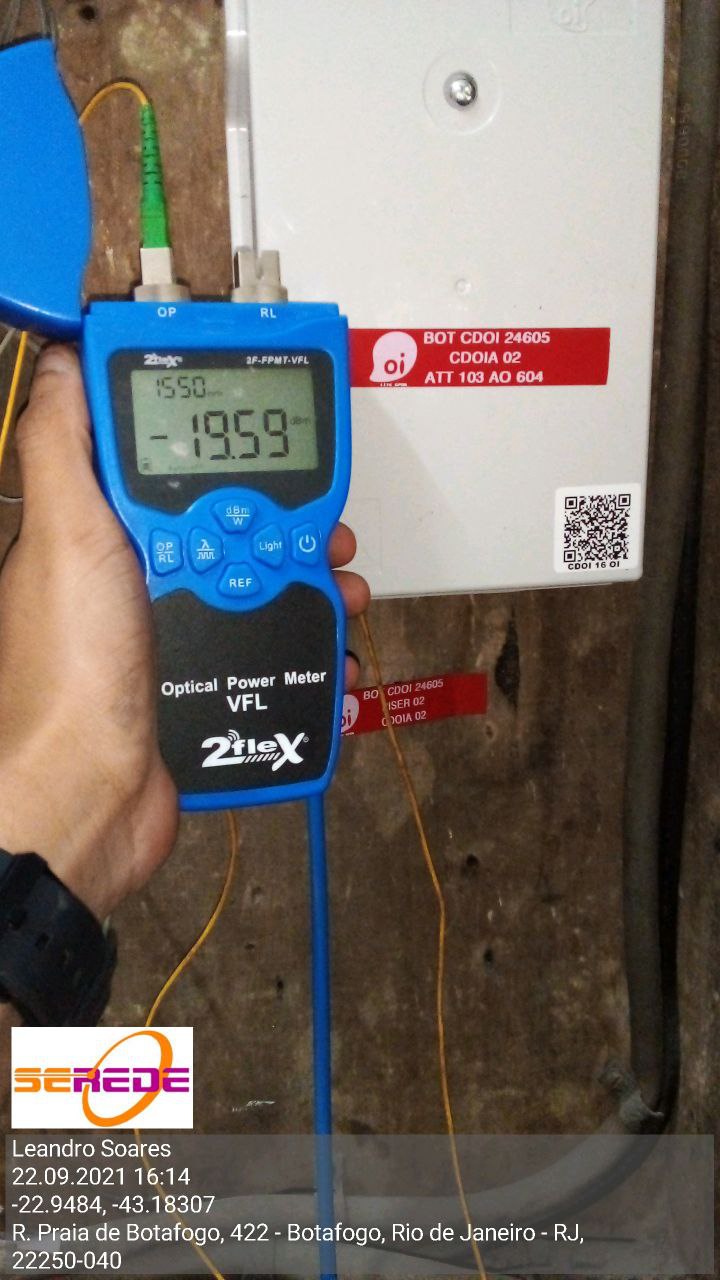 OP
RL
2fleX
2F-FPMT-VFL
1550
-19.59
dBm
dBm
W
OP
RL
λ
Light
REF
Optical Power Meter
VFL
2fleX
oi
BOT CDOI 24605
CDOIA 02
ATT 103 AO 604
CDOI 16 OI
oi
BOT CDOI 24605
CDOIA 02
SEREDE
Leandro Soares
22.09.2021 16:14
-22.9484, -43.18307
R. Praia de Botafogo, 422 - Botafogo, Rio de Janeiro - RJ,
22250-040